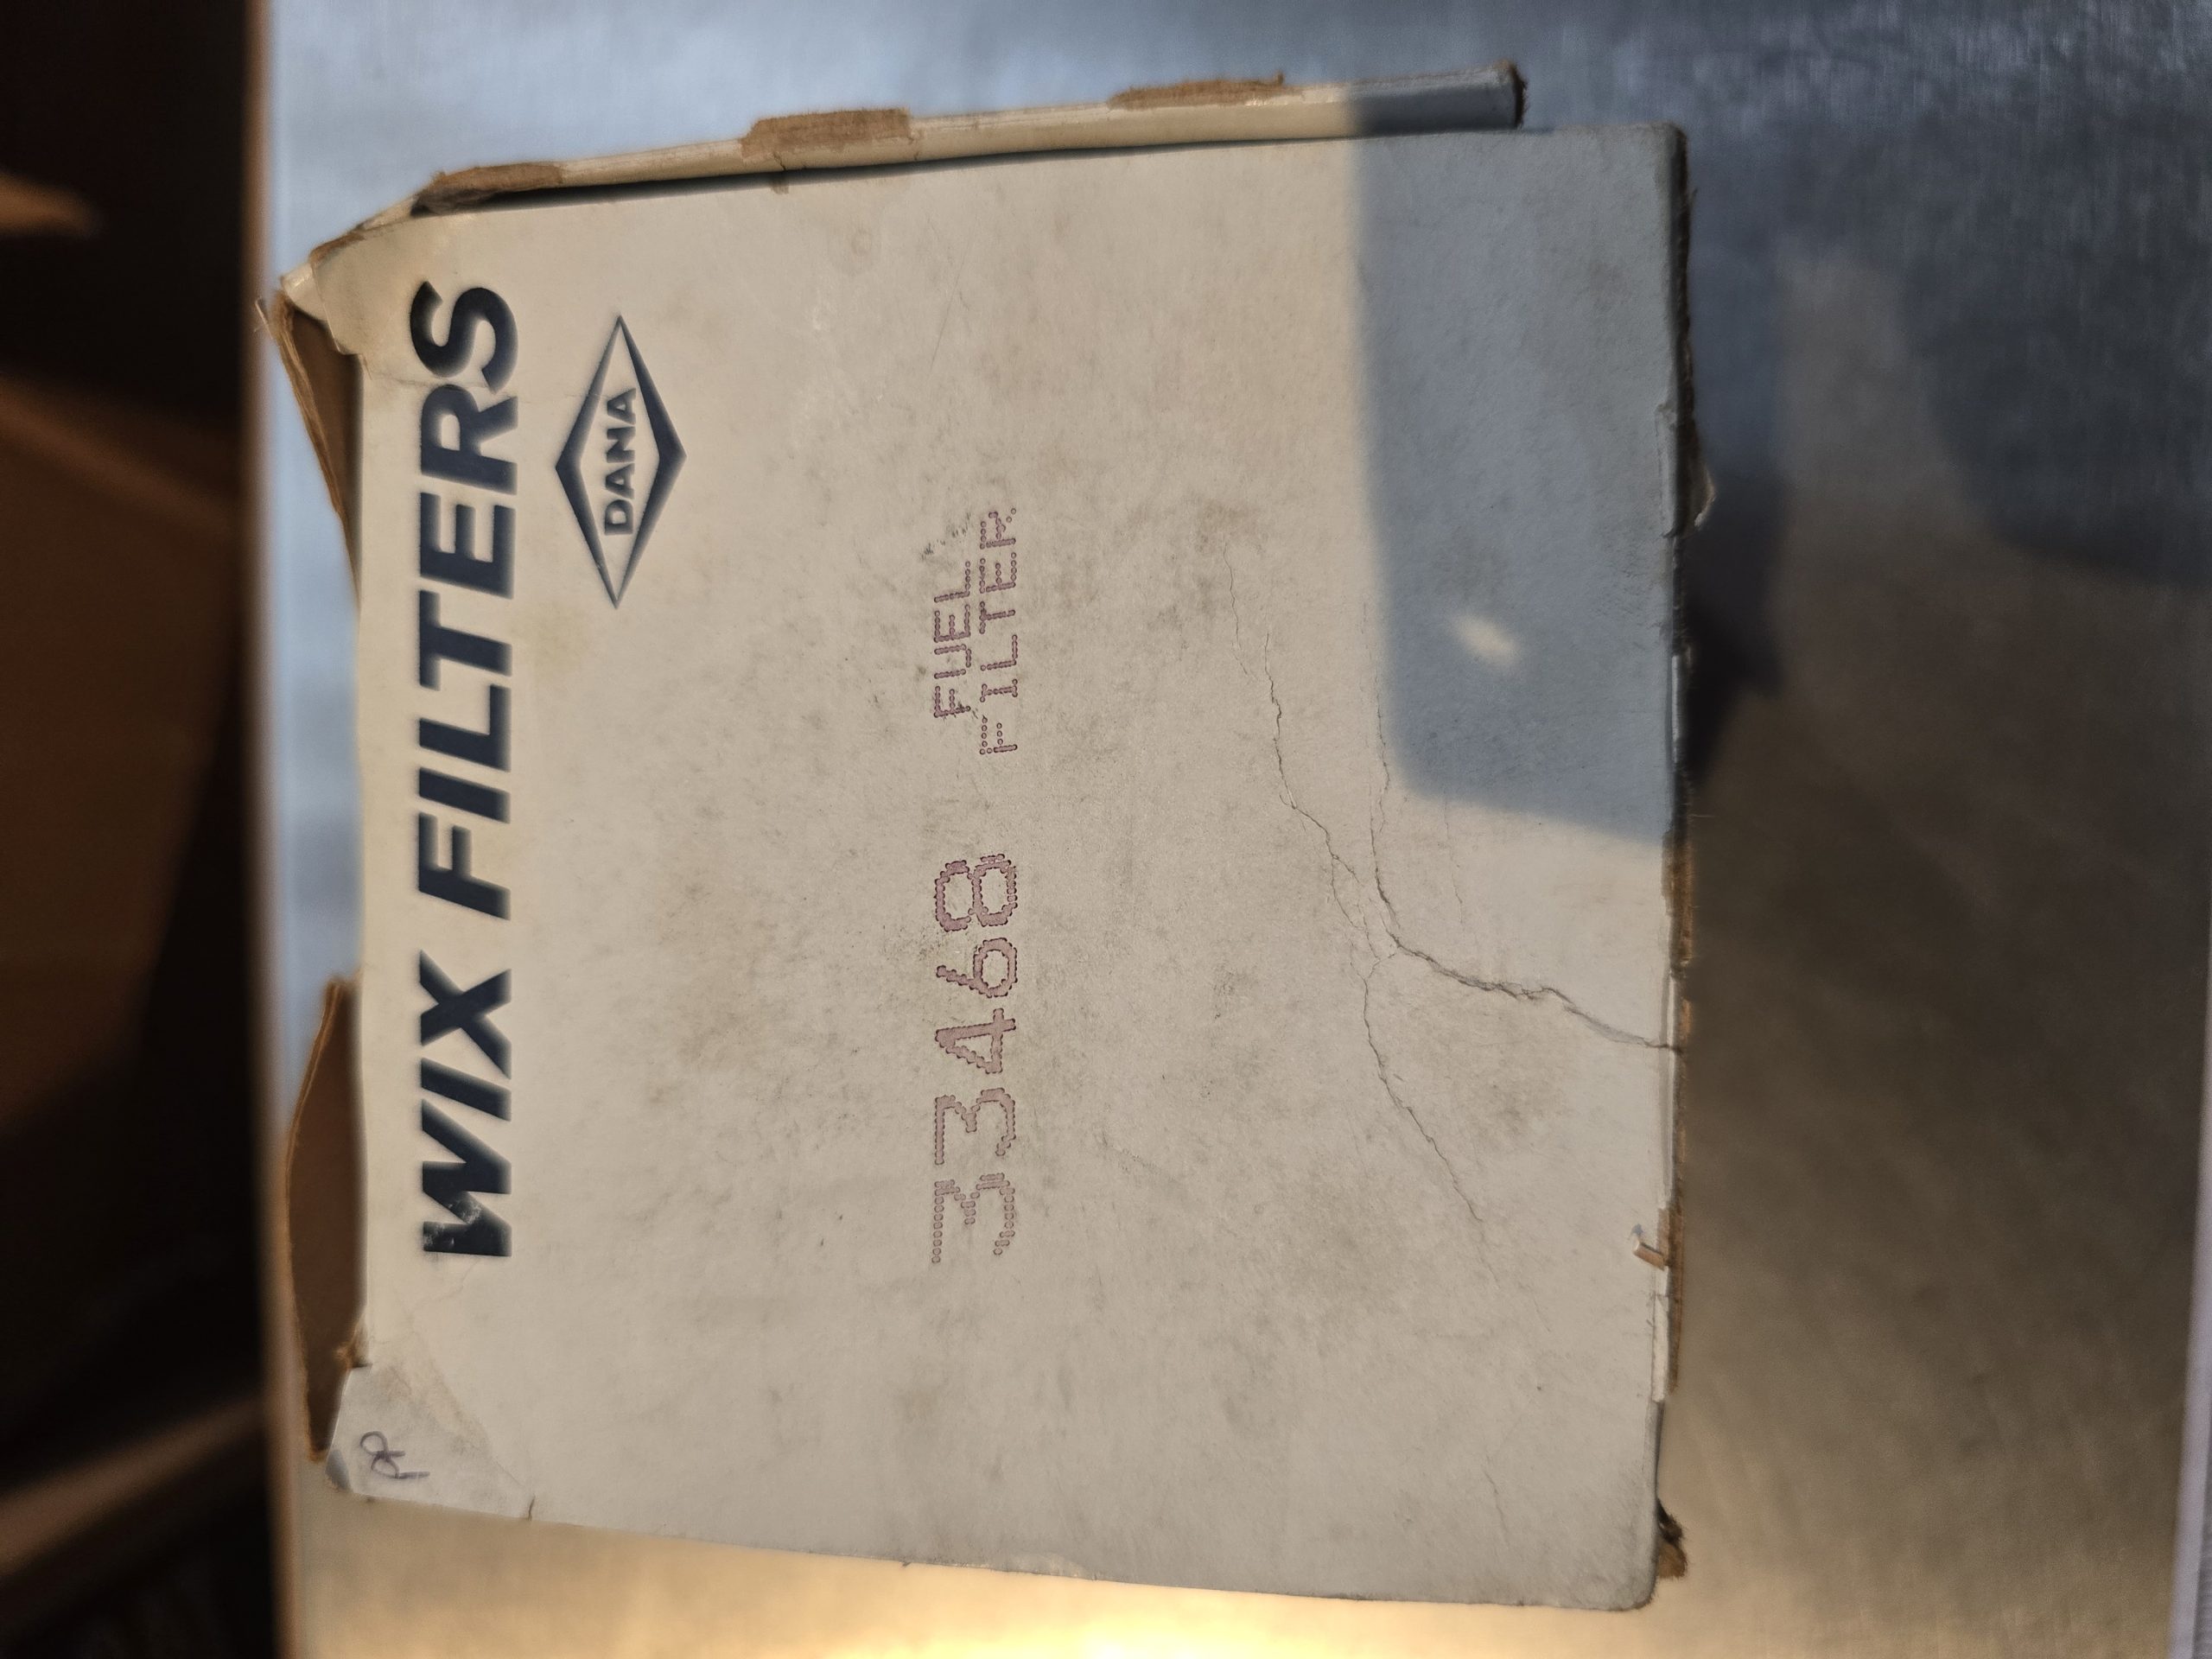 WIX FILTERS
DANA
33468 FUEL
FILTER
R